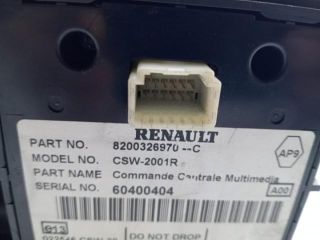 RENAULT
PART NO. 8200326970--C
MODEL NO. CSW-2001R
AP9
PART NAME Commande Centrale Multimedia
SERIAL NO. 60400404
A00
e13 DO NOT DROP